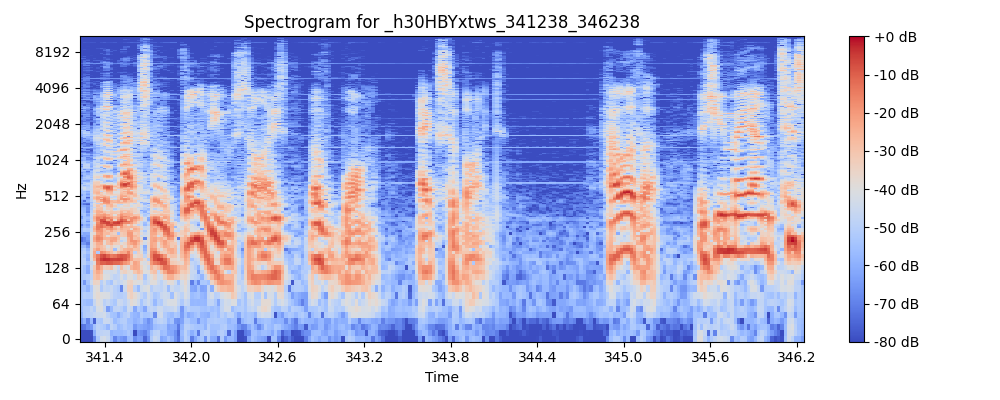 Spectrogram for _h30HBYxtws_341238_346238
Hz
8192
4096
2048
1024
512
256
128
64
0
341.4 342.0 342.6 343.2 343.8 344.4 345.0 345.6 346.2
Time
+0 dB
-10 dB
-20 dB
-30 dB
-40 dB
-50 dB
-60 dB
-70 dB
-80 dB